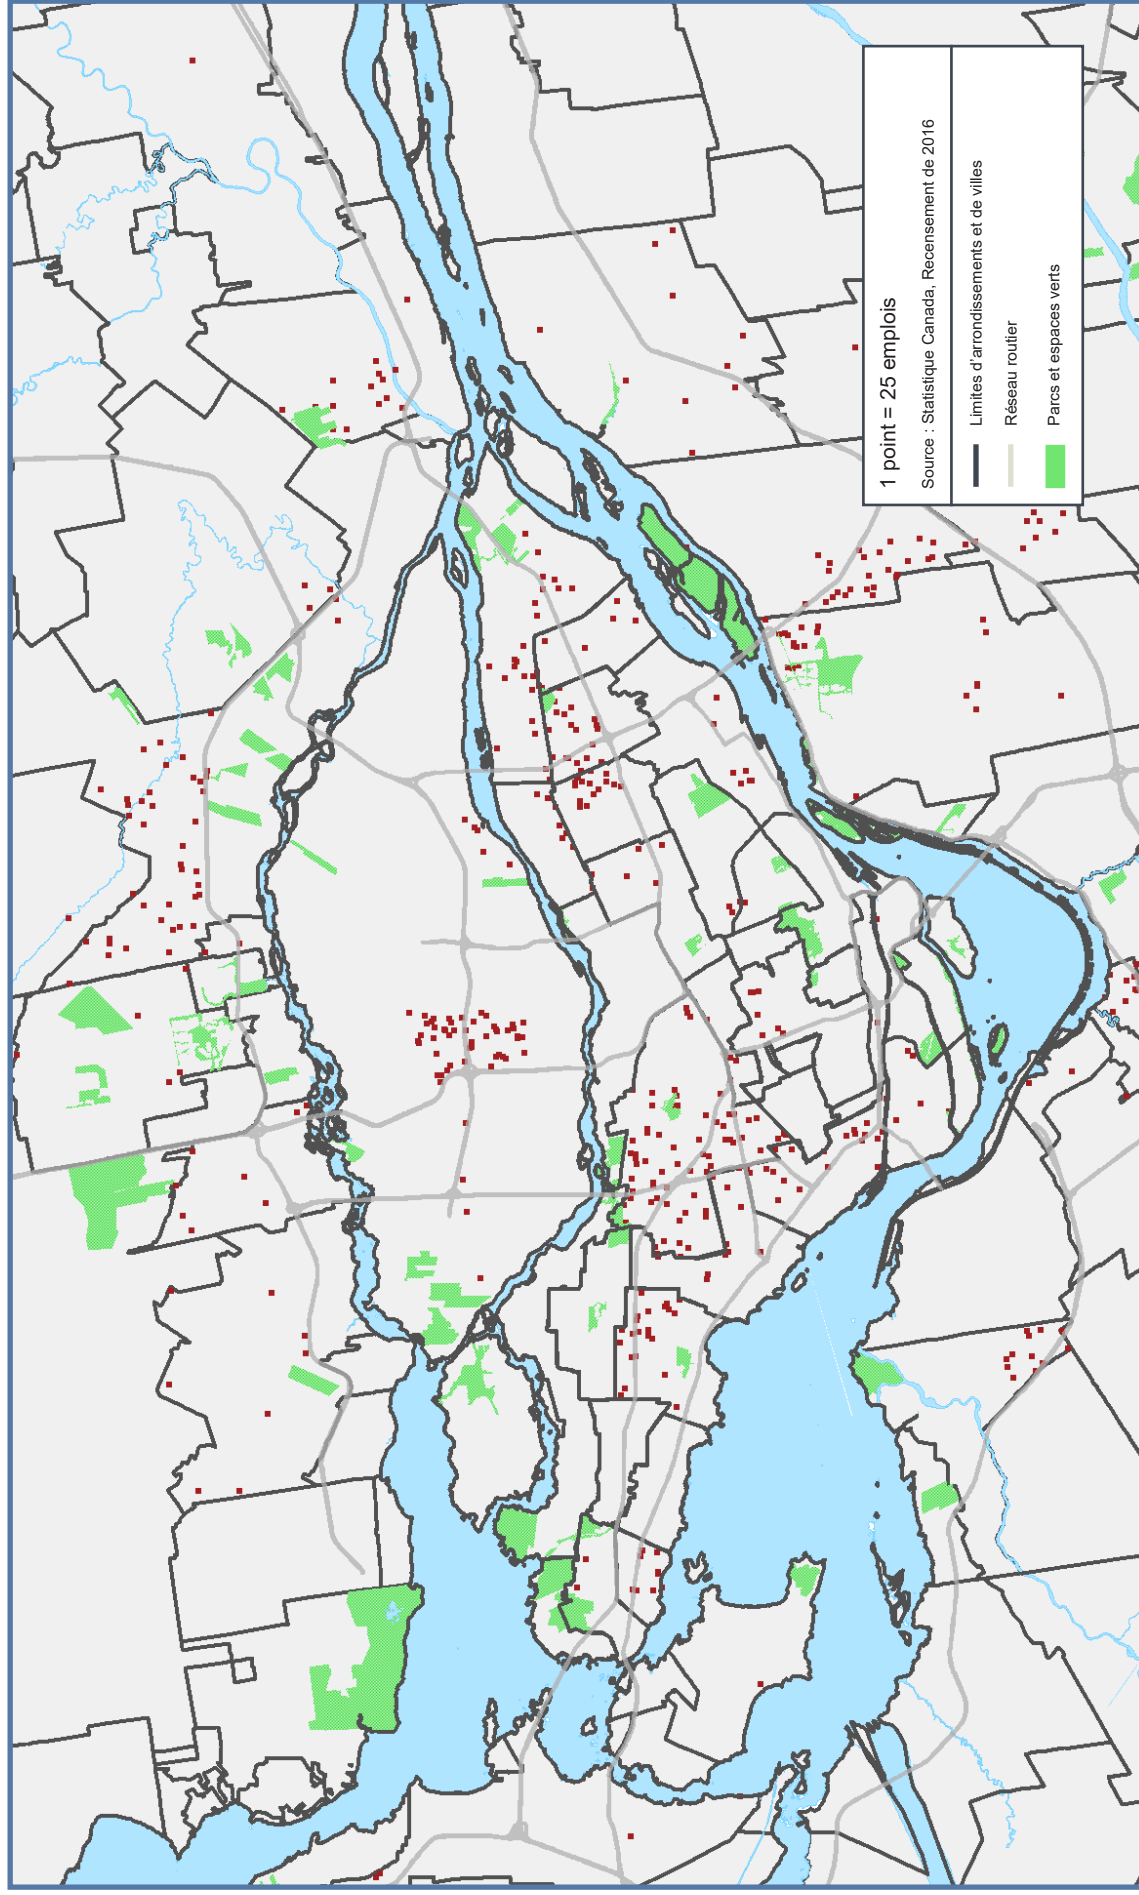 1 point = 25 emplois
Source : Statistique Canada, Recensement de 2016
Limites d'arrondissements et de villes
Réseau routier
Parcs et espaces verts